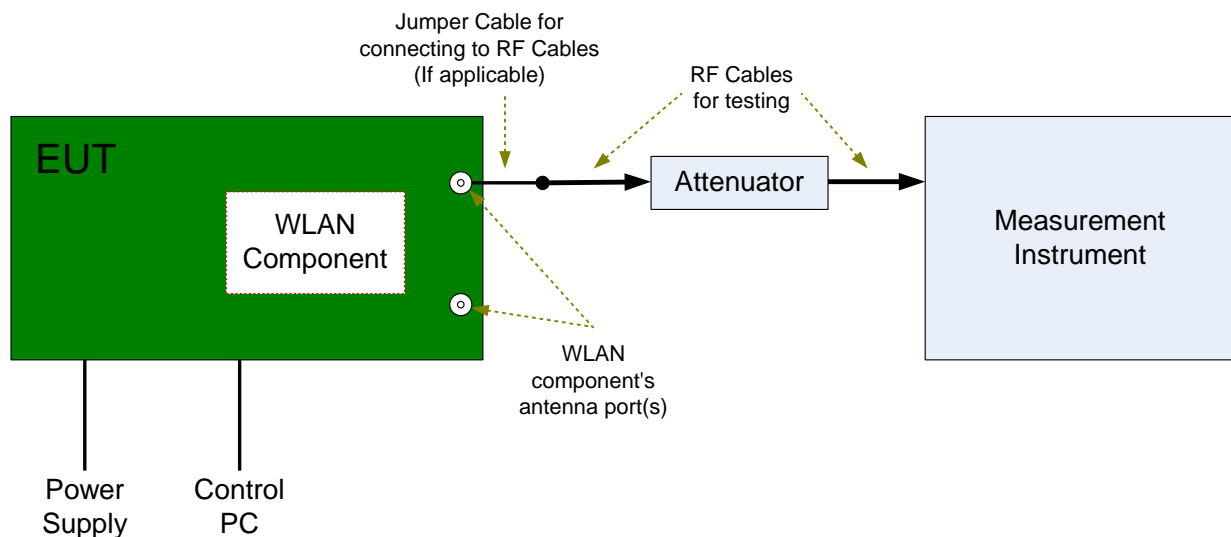 Jumper Cable for
connecting to RF Cables
(If applicable)
RF Cables
for testing
EUT
WLAN
Component
Attenuator
Measurement
Instrument
WLAN
component's
antenna port(s)
Power
Supply
Control
PC